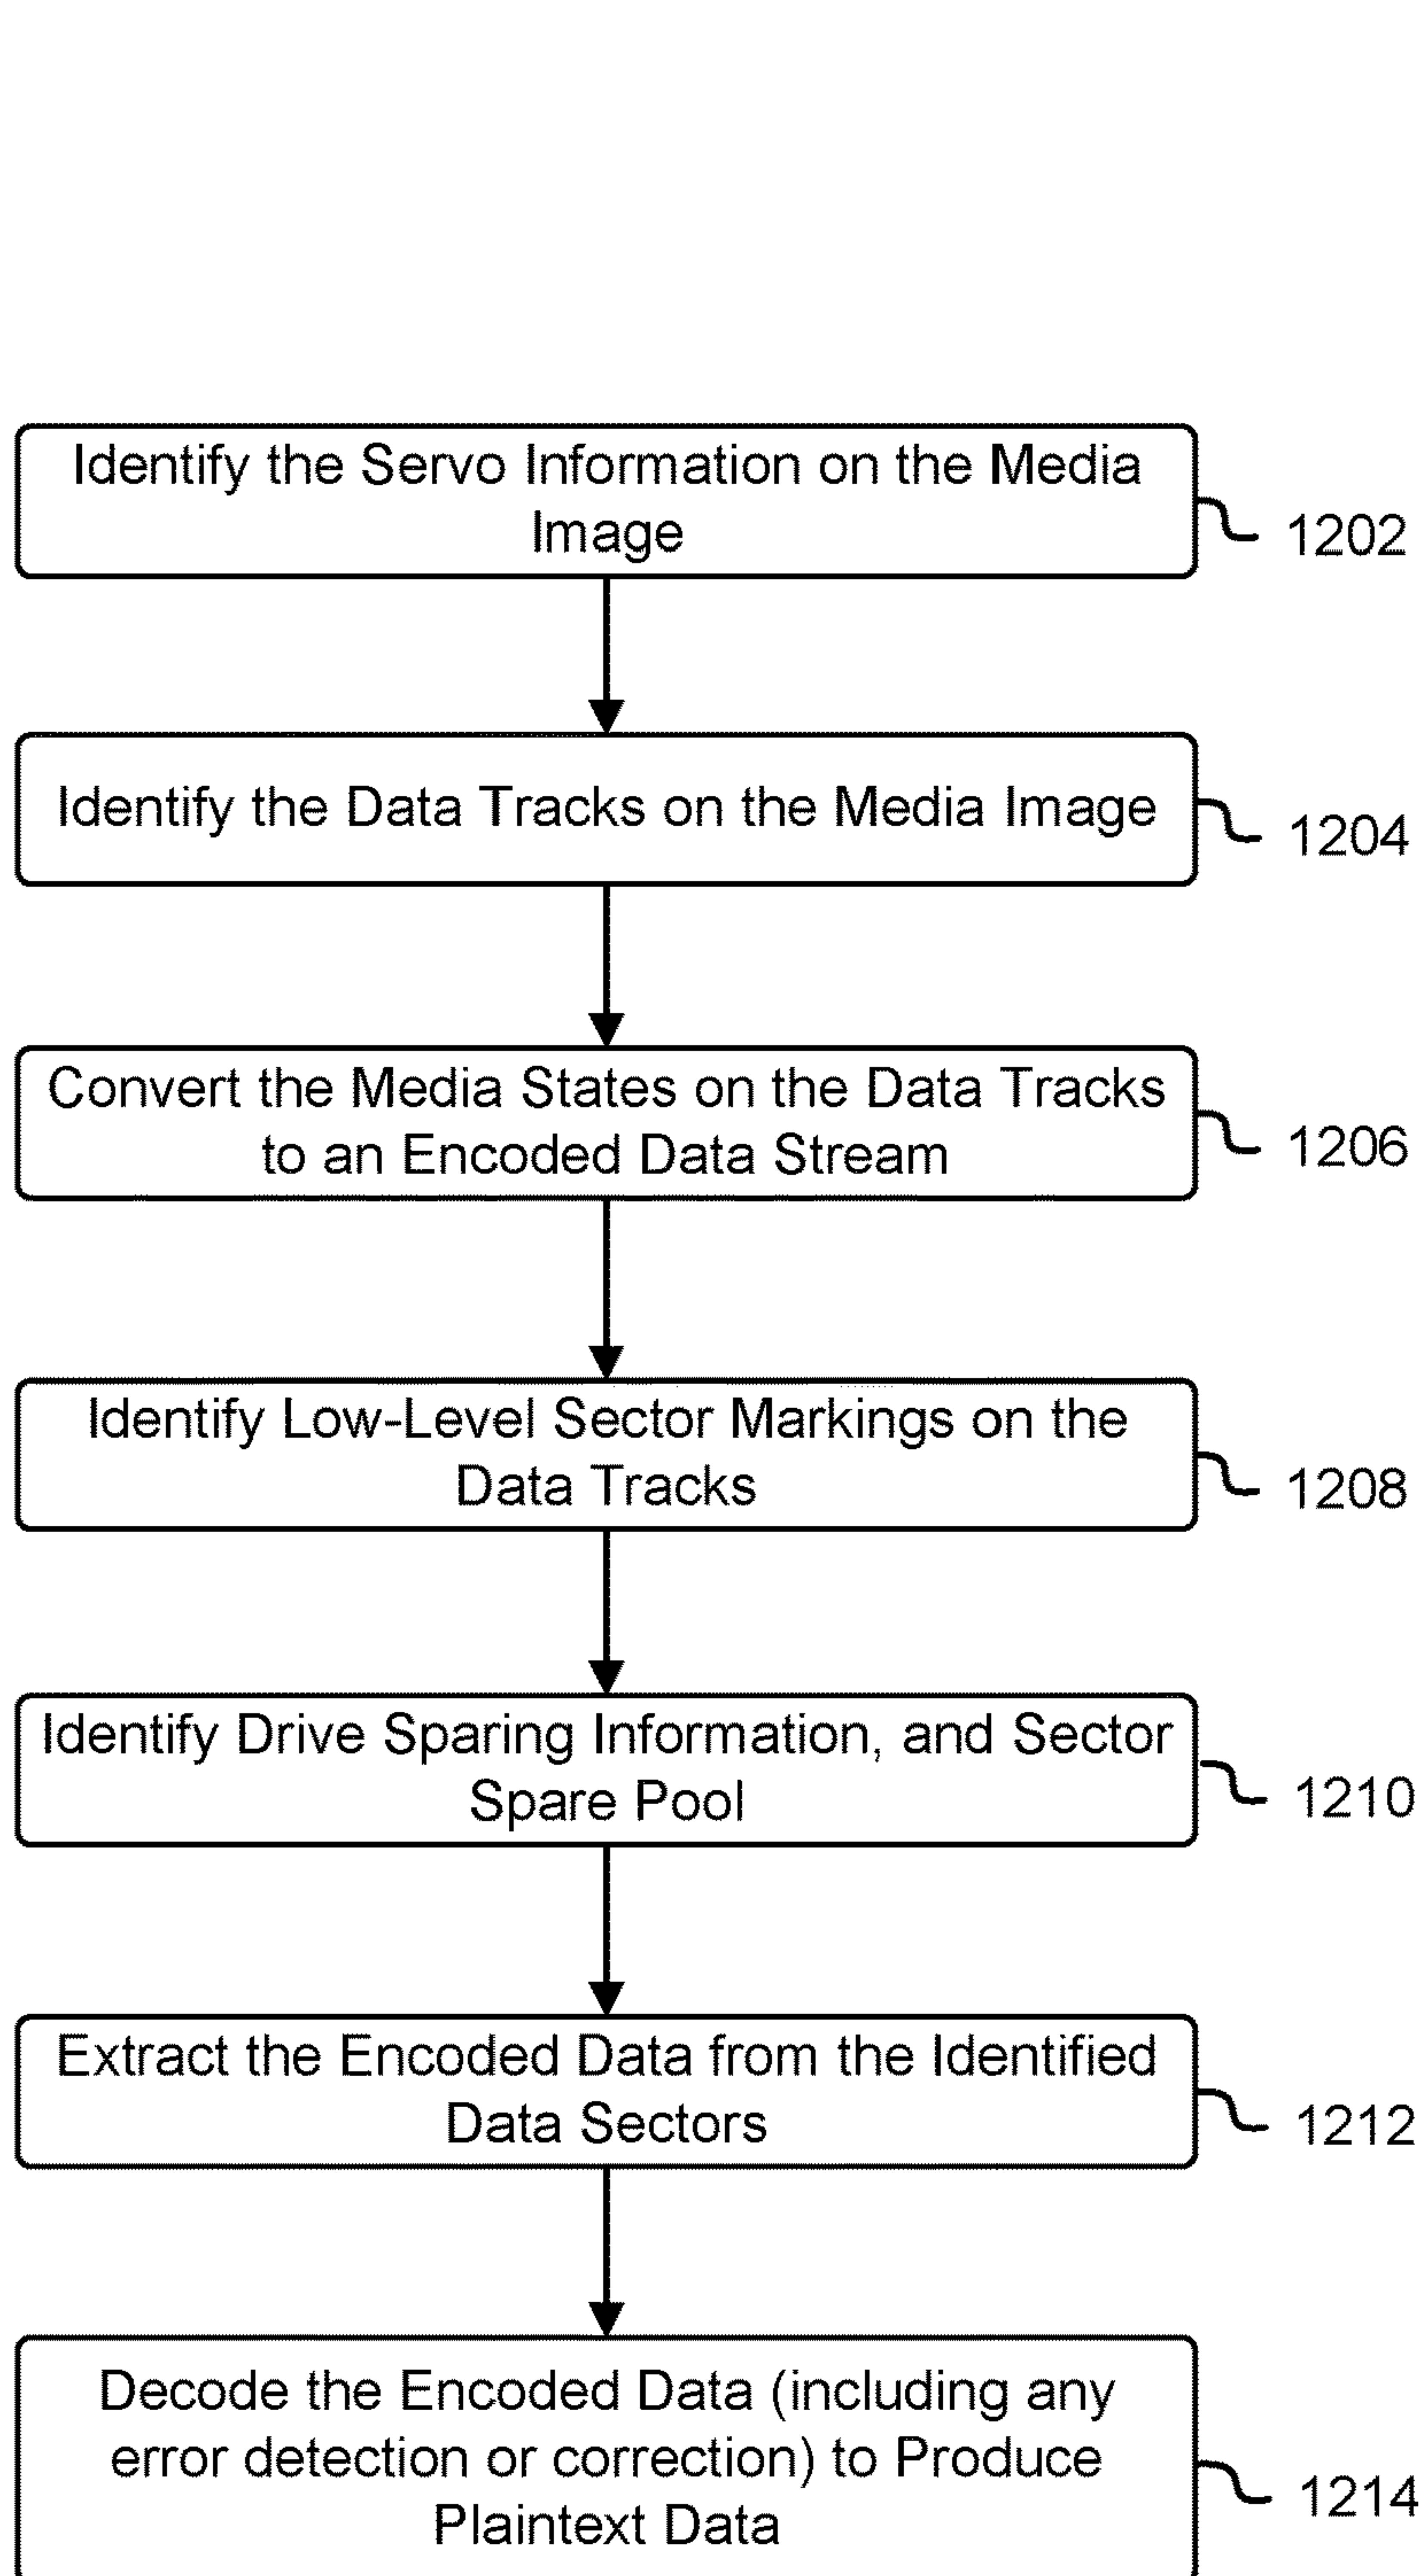 Identify the Servo Information on the Media
Image
1202
Identify the Data Tracks on the Media Image
1204
Convert the Media States on the Data Tracks
to an Encoded Data Stream
1206
Identify Low-Level Sector Markings on the
Data Tracks
1208
Identify Drive Sparing Information, and Sector
Spare Pool
1210
Extract the Encoded Data from the Identified
Data Sectors
1212
Decode the Encoded Data (including any
error detection or correction) to Produce
Plaintext Data
1214